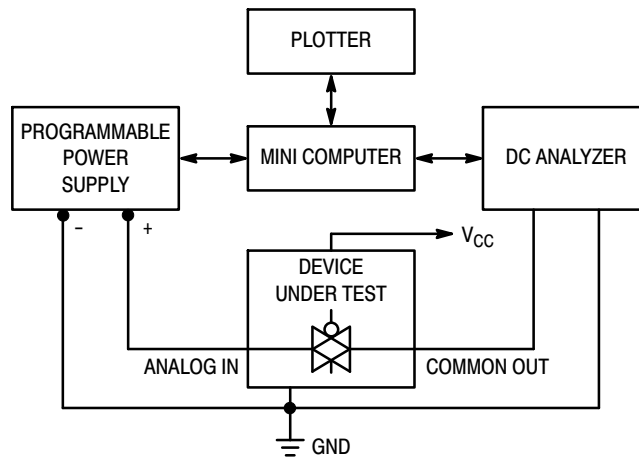 PLOTTER
PROGRAMMABLE
POWER
SUPPLY
MINI COMPUTER
DC ANALYZER
–
+
VCC
DEVICE
UNDER TEST
ANALOG IN
COMMON OUT
GND